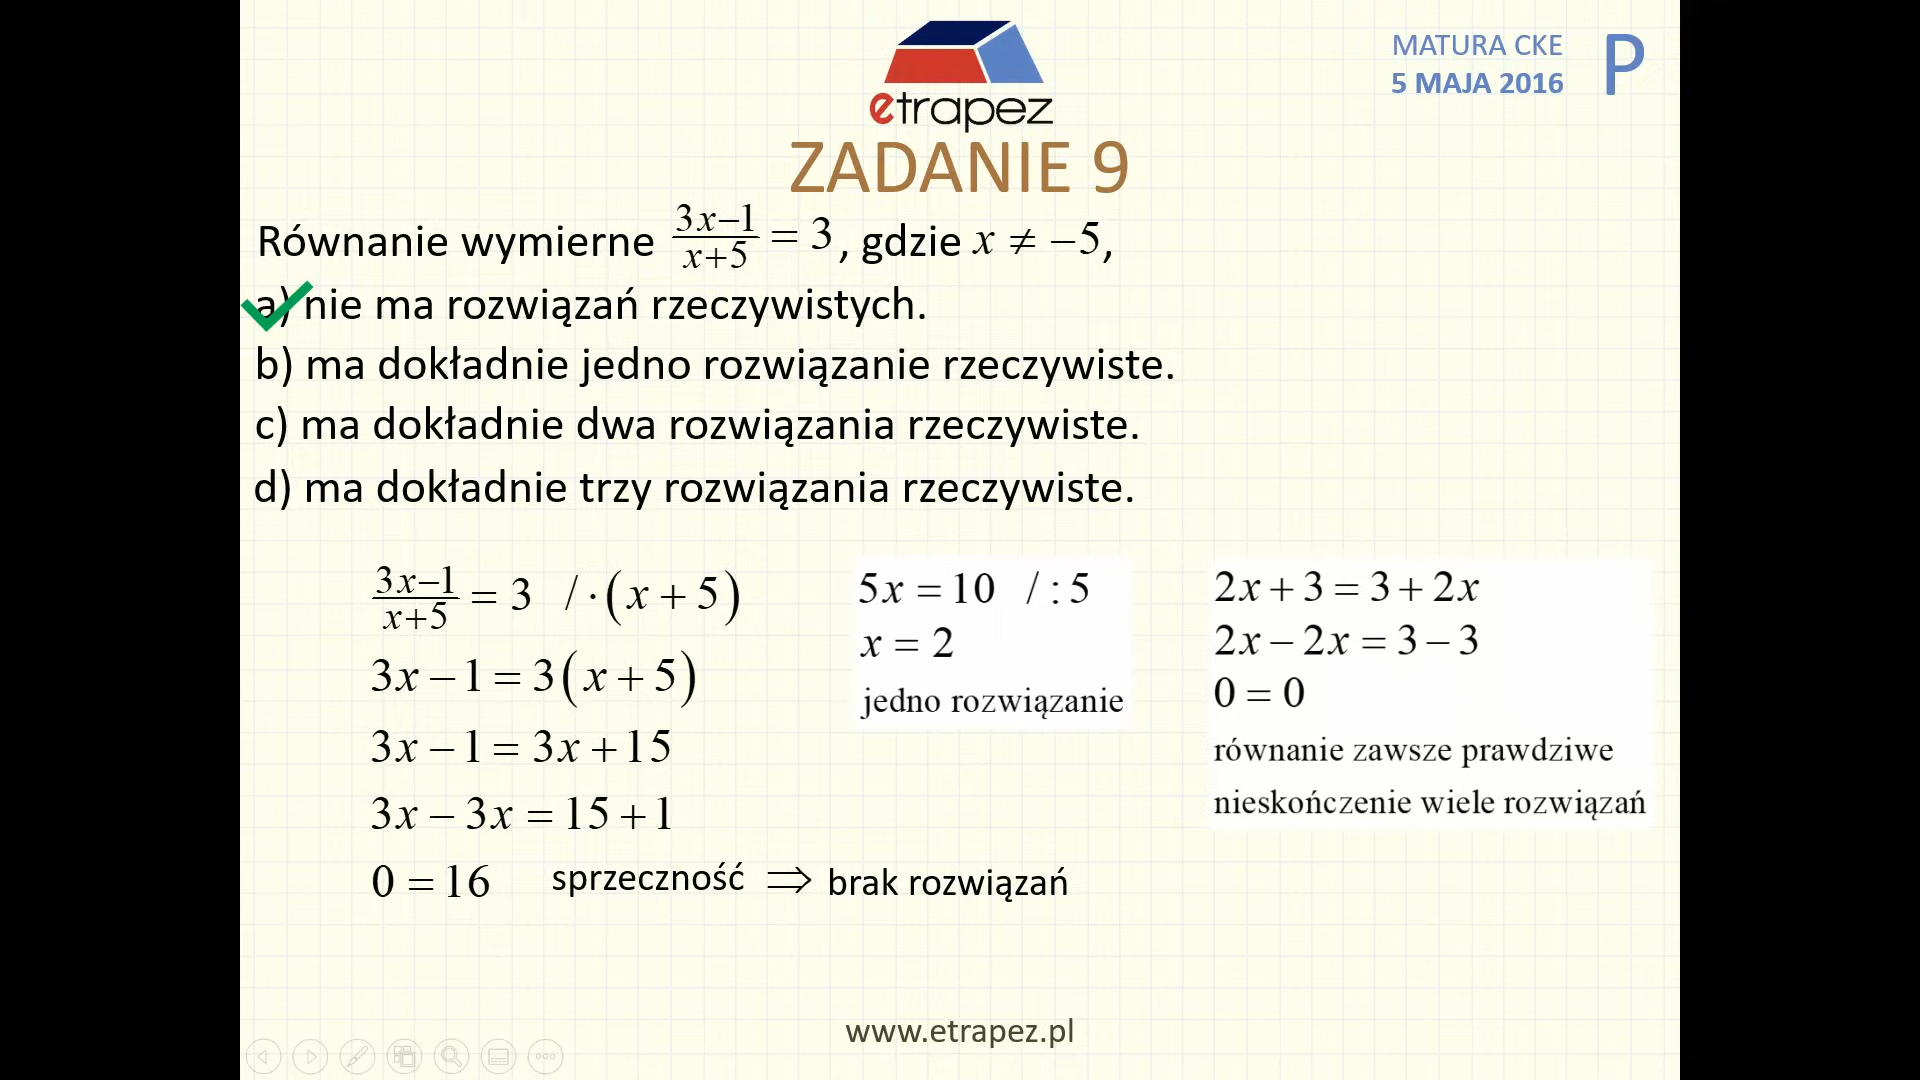 etrapez
MATURA CKE
5 MAJA 2016
P
ZADANIE 9
Równanie wymierne \frac{3x-1}{x+5} = 3, gdzie x ≠ -5,
a) nie ma rozwiązań rzeczywistych.
b) ma dokładnie jedno rozwiązanie rzeczywiste.
c) ma dokładnie dwa rozwiązania rzeczywiste.
d) ma dokładnie trzy rozwiązania rzeczywiste.
\frac{3x-1}{x+5} = 3 /·(x+5)
3x-1 = 3(x+5)
3x-1 = 3x+15
3x-3x = 15+1
0 = 16 sprzeczność ⇒ brak rozwiązań
5x = 10 /:5
x = 2
jedno rozwiązanie
2x+3 = 3+2x
2x-2x = 3-3
0 = 0
równanie zawsze prawdziwe
nieskończenie wiele rozwiązań
www.etrapez.pl